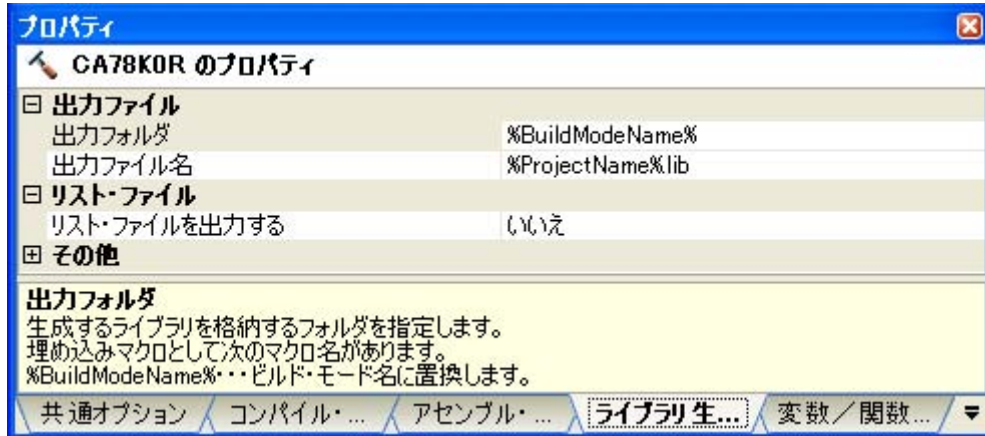 プロパティ
CA78K0R のプロパティ
出力ファイル
出力フォルダ %BuildModeName%
出力ファイル名 %ProjectName%.lib
リスト・ファイル
リスト・ファイルを出力する いいえ
その他
出力フォルダ
生成するライブラリを格納するフォルダを指定します。
埋め込みマクロとして次のマクロ名があります。
%BuildModeName%・・・ビルド・モード名に置換します。
共通オプション コンパイル・... アセンブル・... ライブラリ生... 変数／関数...